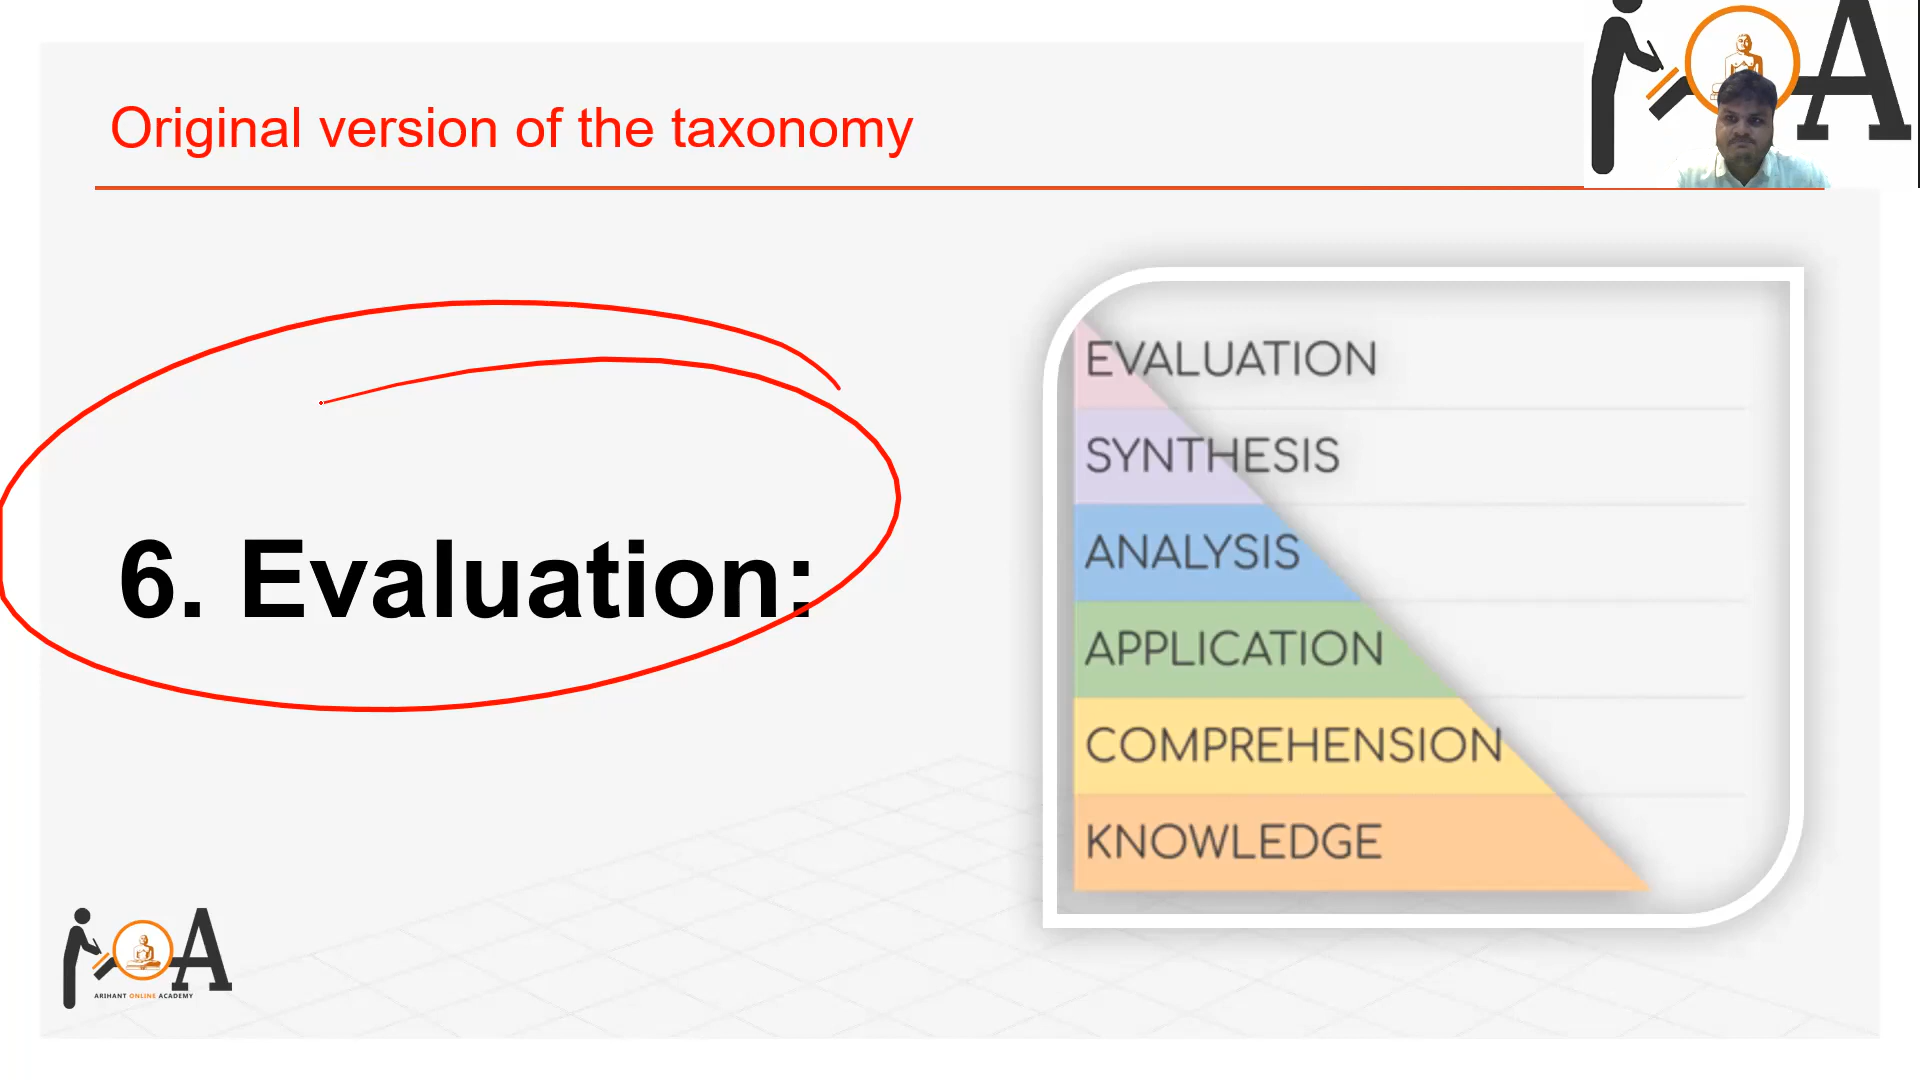 Original version of the taxonomy
A
6. Evaluation:
EVALUATION
SYNTHESIS
ANALYSIS
APPLICATION
COMPREHENSION
KNOWLEDGE
A
ARIHANT ONLINE ACADEMY